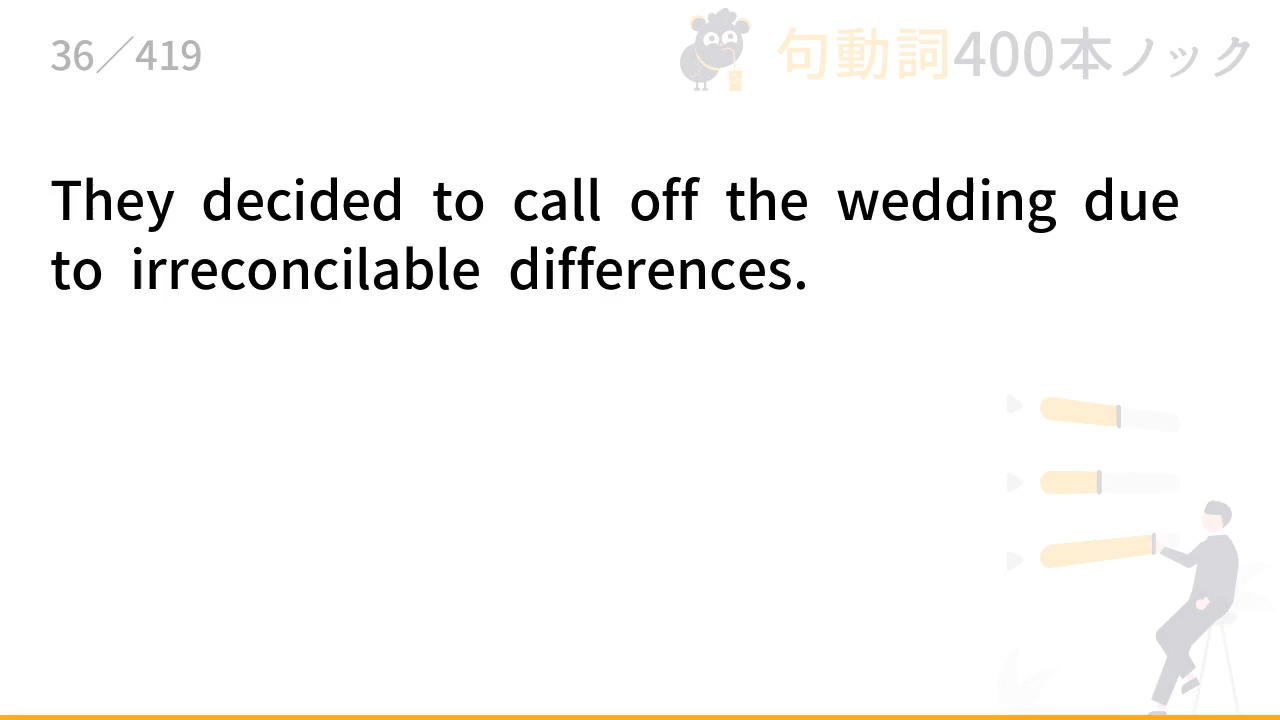 36／419
句動詞400本ノック
They decided to call off the wedding due
to irreconcilable differences.